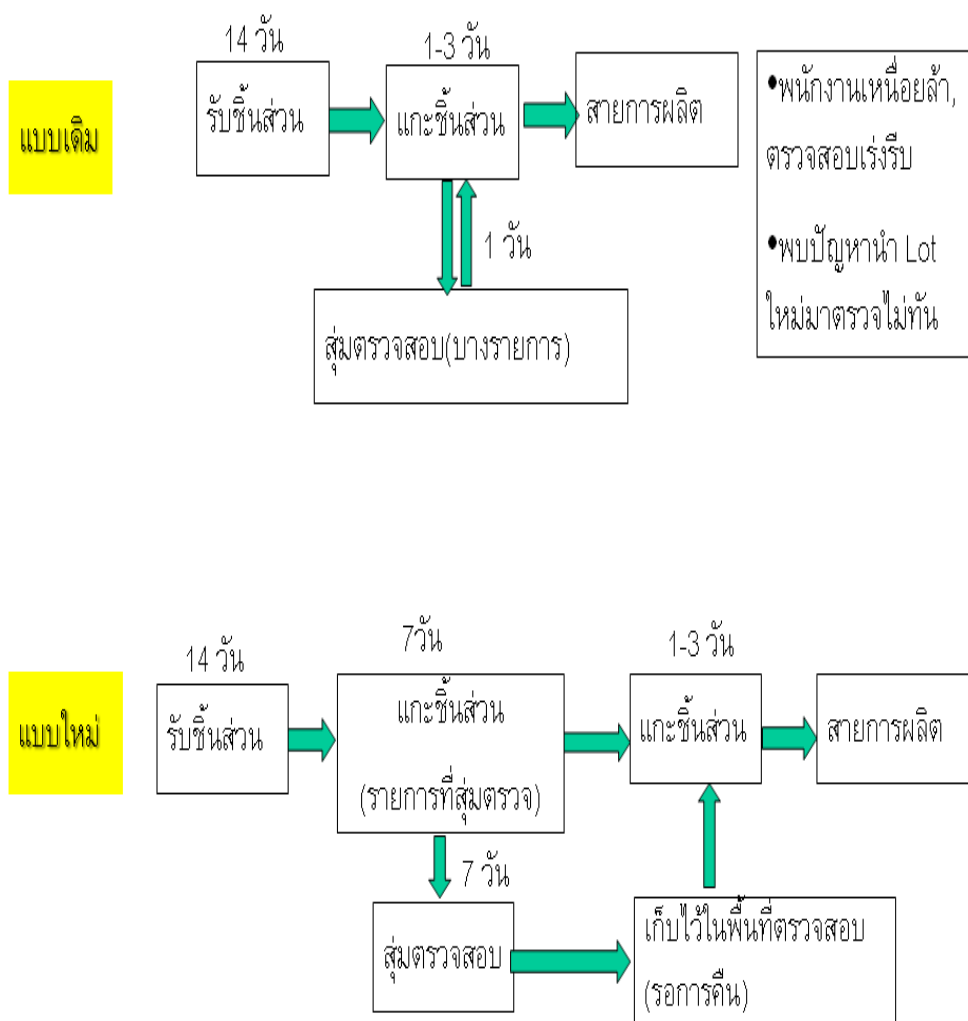 14 วัน
1-3 วัน
แบบเดิม
รับชิ้นส่วน
แกะชิ้นส่วน
สายการผลิต
1 วัน
สุ่มตรวจสอบ(บางรายการ)
•พนักงานเหนื่อยล้า,
ตรวจสอบเร่งรีบ
•พบปัญหานำ Lot
ใหม่มาตรวจไม่ทัน
14 วัน
7วัน
1-3 วัน
แบบใหม่
รับชิ้นส่วน
แกะชิ้นส่วน
(รายการที่สุ่มตรวจ)
แกะชิ้นส่วน
สายการผลิต
7 วัน
สุ่มตรวจสอบ
เก็บไว้ในพื้นที่ตรวจสอบ
(รอการคืน)